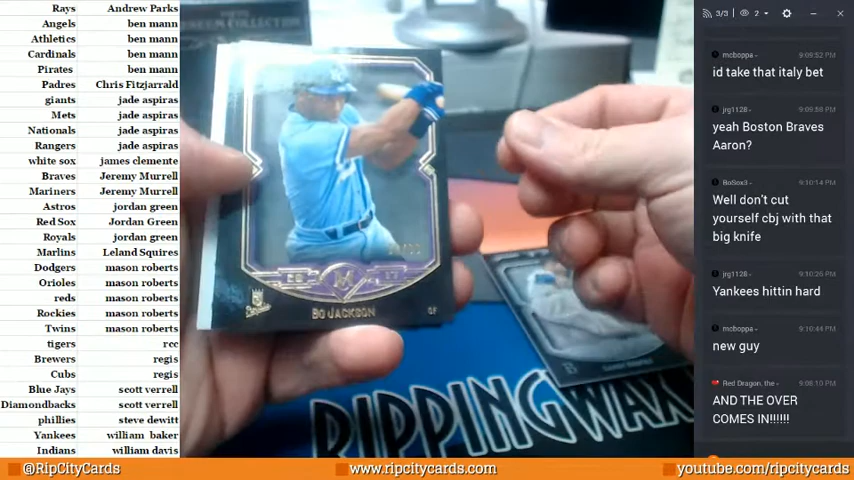 Rays Andrew Parks
Angels ben mann
Athletics ben mann
Cardinals ben mann
Pirates ben mann
Padres Chris Fitzjarrald
giants jade aspiras
Mets jade aspiras
Nationals jade aspiras
Rangers jade aspiras
white sox james clemente
Braves Jeremy Murrell
Mariners Jeremy Murrell
Astros jordan green
Red Sox Jordan Green
Royals jordan green
Marlins Leland Squires
Dodgers mason roberts
Orioles mason roberts
reds mason roberts
Rockies mason roberts
Twins mason roberts
tigers rcc
Brewers regis
Cubs regis
Blue Jays scott verrell
Diamondbacks scott verrell
phillies steve dewitt
Yankees william baker
Indians william davis
BO JACKSON
OF
RIPPINGWAX
3/3 2
mcboppa - 9:09:52 PM
id take that italy bet
jrg1128 - 9:09:58 PM
yeah Boston Braves
Aaron?
BoSox3 - 9:10:14 PM
Well don't cut
yourself cbj with that
big knife
jrg1128 - 9:10:26 PM
Yankees hittin hard
mcboppa - 9:10:44 PM
new guy
Red Dragon, the - 9:08:10 PM
AND THE OVER
COMES IN!!!!!!
@RipCityCards www.ripcitycards.com youtube.com/ripcitycards